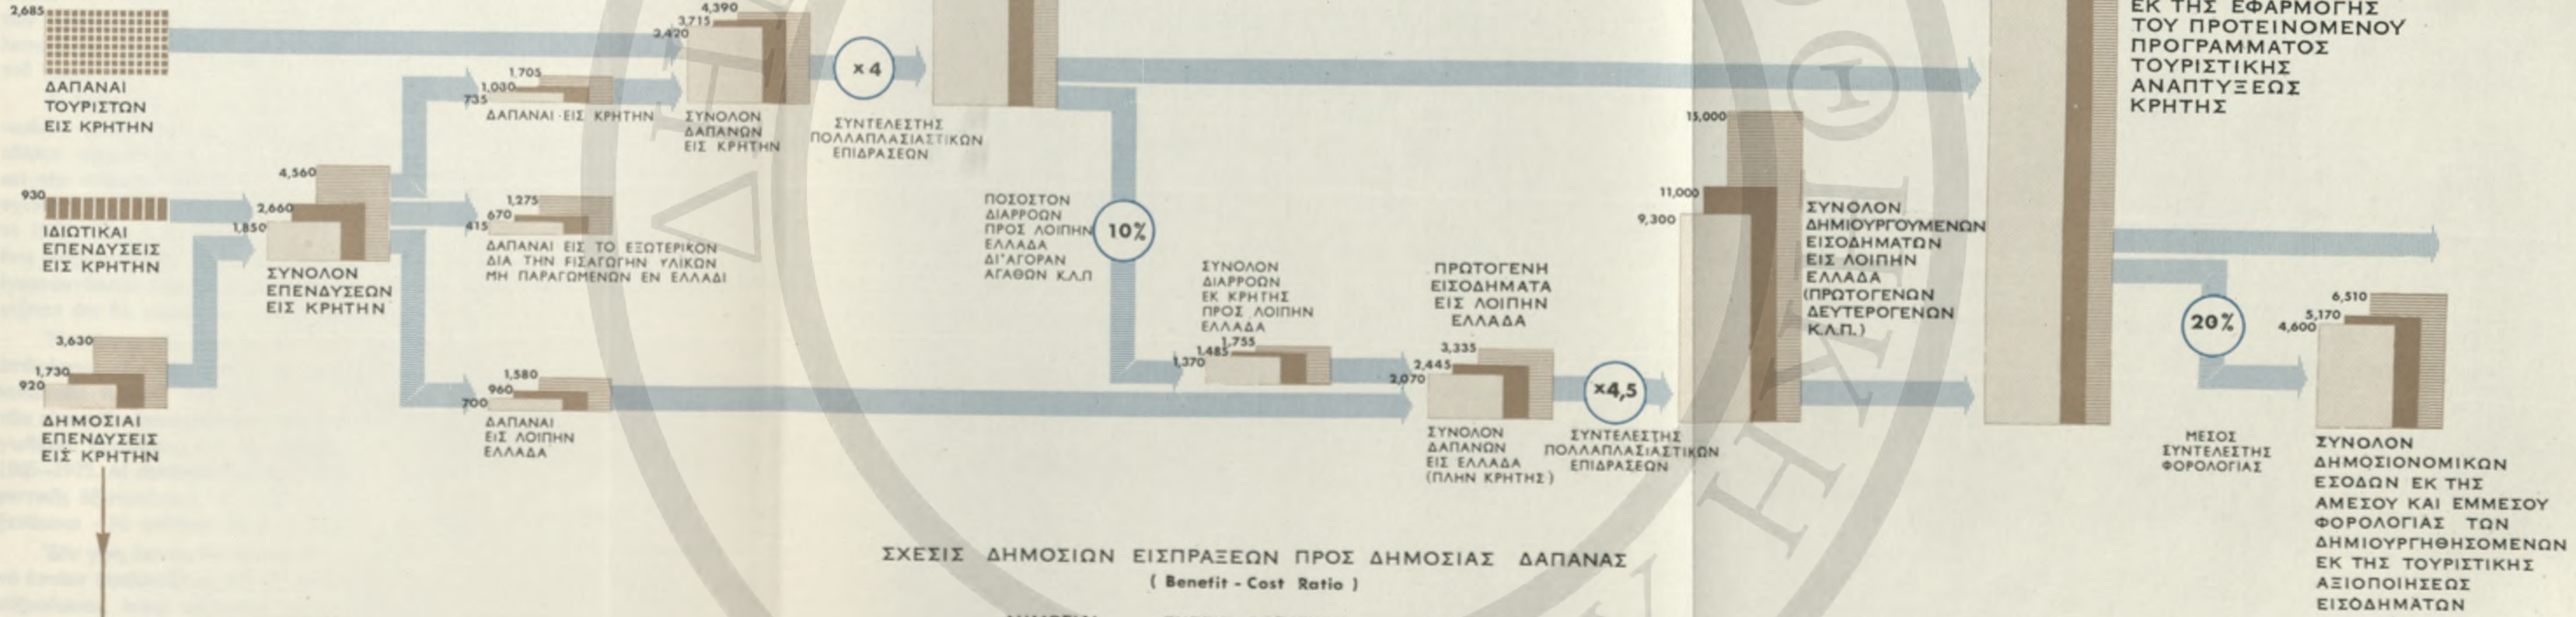 2,685
ΔΑΠΑΝΑΙ
ΤΟΥΡΙΣΤΩΝ
ΕΙΣ ΚΡΗΤΗΝ
930
ΙΔΙΩΤΙΚΑΙ
ΕΠΕΝΔΥΣΕΙΣ
ΕΙΣ ΚΡΗΤΗΝ
3,630
1,730
920
ΔΗΜΟΣΙΑΙ
ΕΠΕΝΔΥΣΕΙΣ
ΕΙΣ ΚΡΗΤΗΝ
4,560
2,660
1,850
ΣΥΝΟΛΟΝ
ΕΠΕΝΔΥΣΕΩΝ
ΕΙΣ ΚΡΗΤΗΝ
1,705
1,030
735
ΔΑΠΑΝΑΙ ΕΙΣ ΚΡΗΤΗΝ
1,275
670
415
ΔΑΠΑΝΑΙ ΕΙΣ ΤΟ ΕΞΩΤΕΡΙΚΟΝ
ΔΙΑ ΤΗΝ ΕΙΣΑΓΩΓΗΝ ΥΛΙΚΩΝ
ΜΗ ΠΑΡΑΓΩΜΕΝΩΝ ΕΝ ΕΛΛΑΔΙ
1,580
960
700
ΔΑΠΑΝΑΙ
ΕΙΣ ΛΟΙΠΗΝ
ΕΛΛΑΔΑ
4,390
3,715
3,420
ΣΥΝΟΛΟΝ
ΔΑΠΑΝΩΝ
ΕΙΣ ΚΡΗΤΗΝ
x 4
ΣΥΝΤΕΛΕΣΤΗΣ
ΠΟΛΛΑΠΛΑΣΙΑΣΤΙΚΩΝ
ΕΠΙΔΡΑΣΕΩΝ
ΠΟΣΟΣΤΟΝ
ΔΙΑΡΡΟΩΝ
ΠΡΟΣ ΛΟΙΠΗΝ
ΕΛΛΑΔΑ
ΔΙ'ΑΓΟΡΑΝ
ΑΓΑΘΩΝ Κ.Λ.Π
10%
ΣΥΝΟΛΟΝ
ΔΙΑΡΡΟΩΝ
ΕΚ ΚΡΗΤΗΣ
ΠΡΟΣ ΛΟΙΠΗΝ
ΕΛΛΑΔΑ
1,755
1,485
1,370
ΠΡΩΤΟΓΕΝΗ
ΕΙΣΟΔΗΜΑΤΑ
ΕΙΣ ΛΟΙΠΗΝ
ΕΛΛΑΔΑ
3,335
2,445
2,070
ΣΥΝΟΛΟΝ
ΔΑΠΑΝΩΝ
ΕΙΣ ΕΛΛΑΔΑ
(ΠΛΗΝ ΚΡΗΤΗΣ)
x4,5
ΣΥΝΤΕΛΕΣΤΗΣ
ΠΟΛΛΑΠΛΑΣΙΑΣΤΙΚΩΝ
ΕΠΙΔΡΑΣΕΩΝ
15,000
11,000
9,300
ΣΥΝΟΛΟΝ
ΔΗΜΙΟΥΡΓΟΥΜΕΝΩΝ
ΕΙΣΟΔΗΜΑΤΩΝ
ΕΙΣ ΛΟΙΠΗΝ
ΕΛΛΑΔΑ
(ΠΡΩΤΟΓΕΝΩΝ
ΔΕΥΤΕΡΟΓΕΝΩΝ
Κ.Λ.Π.)
ΕΚ ΤΗΣ ΕΦΑΡΜΟΓΗΣ
ΤΟΥ ΠΡΟΤΕΙΝΟΜΕΝΟΥ
ΠΡΟΓΡΑΜΜΑΤΟΣ
ΤΟΥΡΙΣΤΙΚΗΣ
ΑΝΑΠΤΥΞΕΩΣ
ΚΡΗΤΗΣ
20%
ΜΕΣΟΣ
ΣΥΝΤΕΛΕΣΤΗΣ
ΦΟΡΟΛΟΓΙΑΣ
6,510
5,170
4,600
ΣΥΝΟΛΟΝ
ΔΗΜΟΣΙΟΝΟΜΙΚΩΝ
ΕΣΟΔΩΝ ΕΚ ΤΗΣ
ΑΜΕΣΟΥ ΚΑΙ ΕΜΜΕΣΟΥ
ΦΟΡΟΛΟΓΙΑΣ ΤΩΝ
ΔΗΜΙΟΥΡΓΗΘΗΣΟΜΕΝΩΝ
ΕΚ ΤΗΣ ΤΟΥΡΙΣΤΙΚΗΣ
ΑΞΙΟΠΟΙΗΣΕΩΣ
ΕΙΣΟΔΗΜΑΤΩΝ
ΣΧΕΣΙΣ ΔΗΜΟΣΙΩΝ ΕΙΣΠΡΑΞΕΩΝ ΠΡΟΣ ΔΗΜΟΣΙΑΣ ΔΑΠΑΝΑΣ
( Benefit - Cost Ratio )